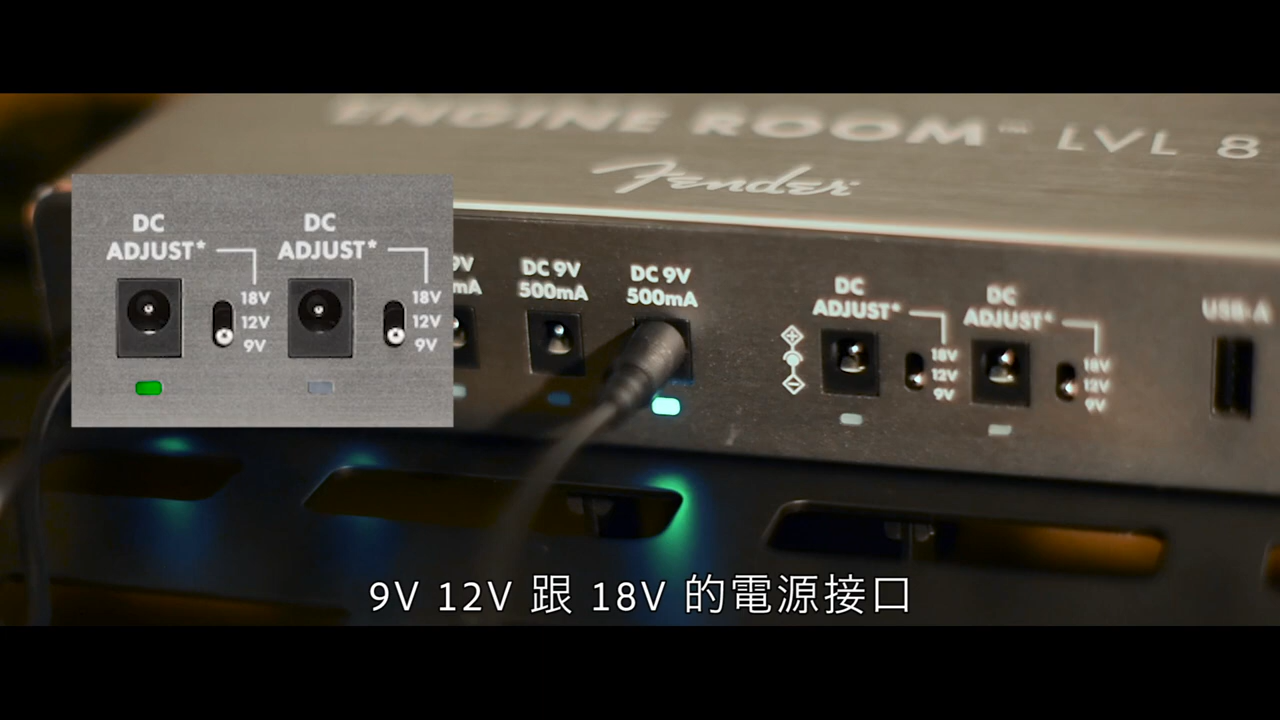 ENGINE ROOM™ LVL 8
Fender
DC
ADJUST*
18V
12V
9V
DC
ADJUST*
18V
12V
9V
DC 9V
500mA
DC 9V
500mA
DC
ADJUST*
18V
12V
9V
DC
ADJUST*
18V
12V
9V
USB-A
9V 12V 跟 18V 的電源接口